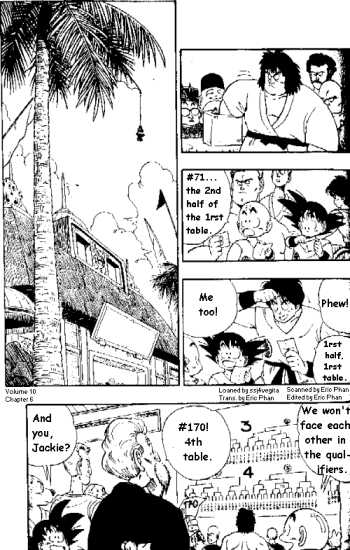 #71...
the 2nd
half of
the 1rst
table.
Phew!
1rst
half,
1rst
table.
Me
too!
Volume 10
Chapter 6
Loaned by ssj4vegita
Trans. by Eric Phan
Scanned by Eric Phan
Edited by Eric Phan
We won't
face each
other in
the qual-
ifiers.
#170!
4th
table.
And
you,
Jackie?
3
4
170